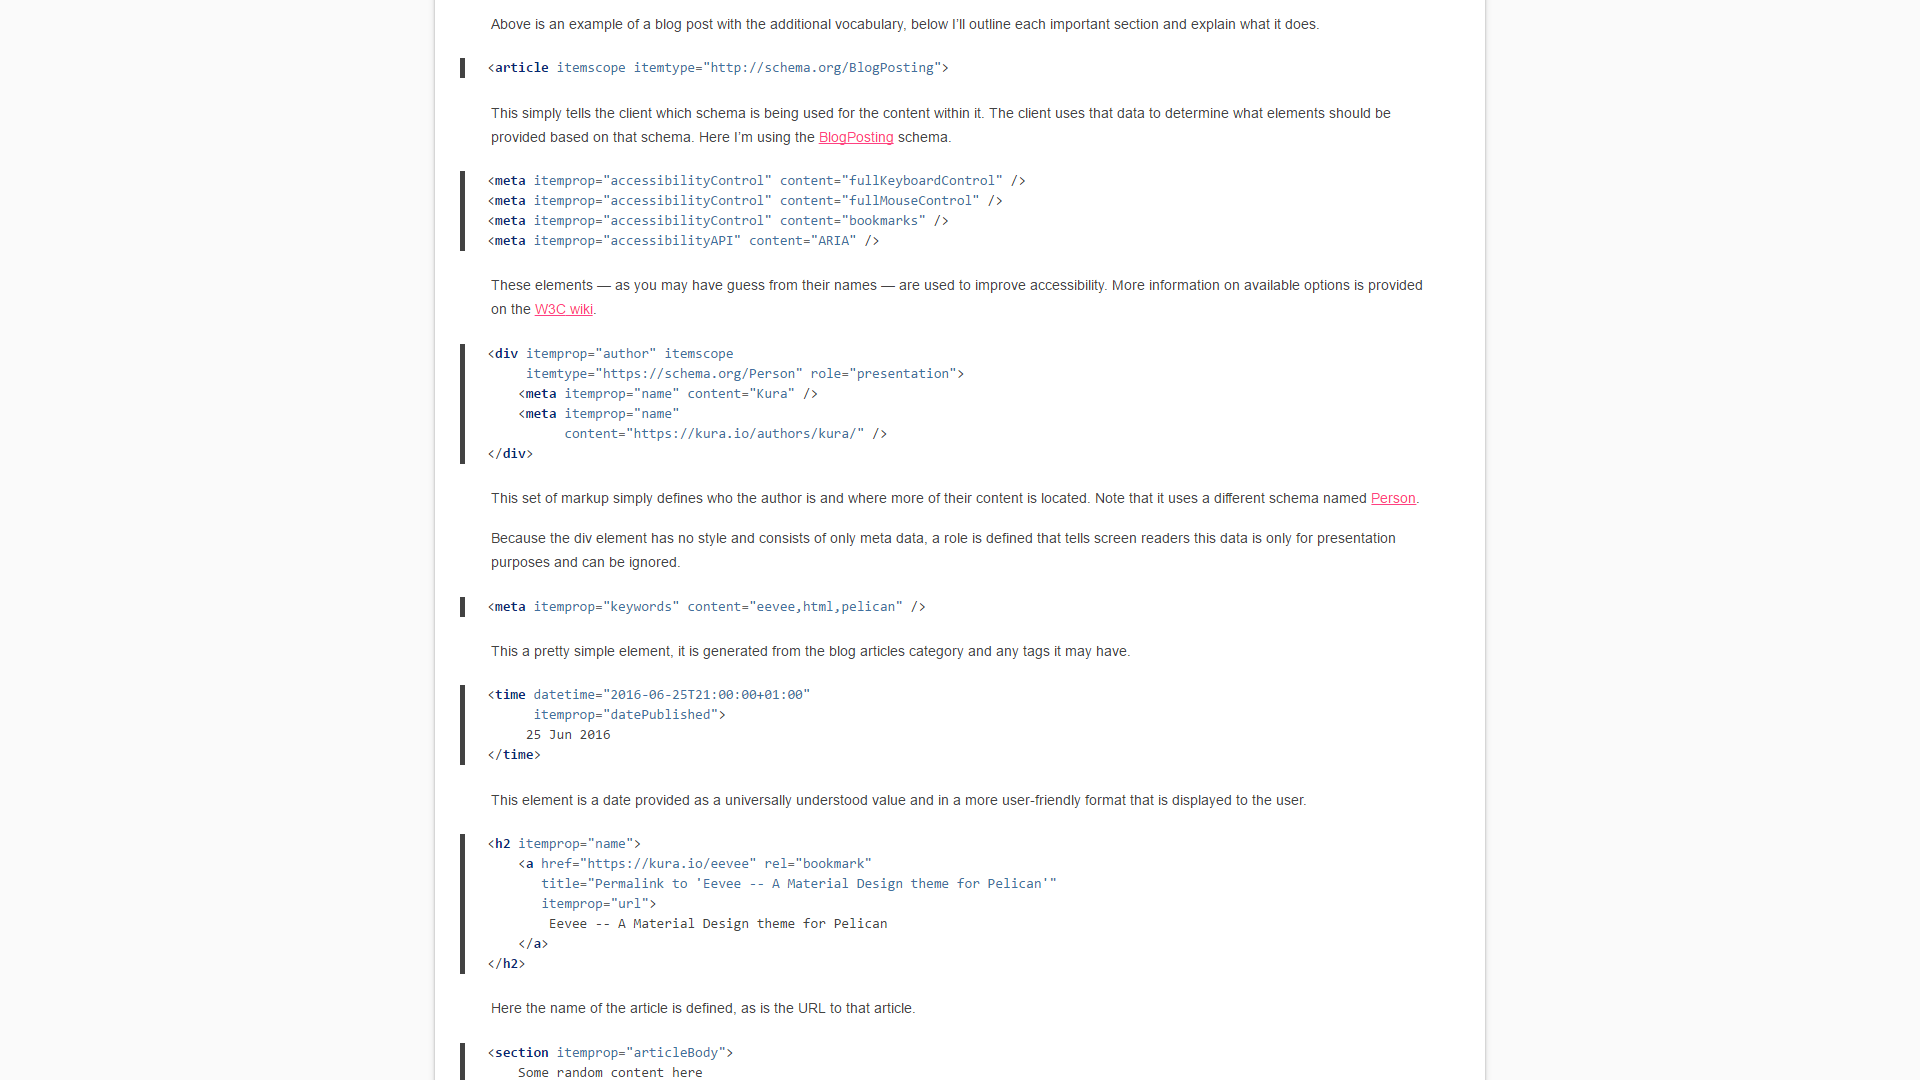 Above is an example of a blog post with the additional vocabulary, below I’ll outline each important section and explain what it does.
<article itemscope itemtype="http://schema.org/BlogPosting">
This simply tells the client which schema is being used for the content within it. The client uses that data to determine what elements should be
provided based on that schema. Here I’m using the BlogPosting schema.
<meta itemprop="accessibilityControl" content="fullKeyboardControl" />
<meta itemprop="accessibilityControl" content="fullMouseControl" />
<meta itemprop="accessibilityControl" content="bookmarks" />
<meta itemprop="accessibilityAPI" content="ARIA" />
These elements — as you may have guess from their names — are used to improve accessibility. More information on available options is provided
on the W3C wiki.
<div itemprop="author" itemscope
     itemtype="https://schema.org/Person" role="presentation">
    <meta itemprop="name" content="Kura" />
    <meta itemprop="name"
          content="https://kura.io/authors/kura/" />
</div>
This set of markup simply defines who the author is and where more of their content is located. Note that it uses a different schema named Person.
Because the div element has no style and consists of only meta data, a role is defined that tells screen readers this data is only for presentation
purposes and can be ignored.
<meta itemprop="keywords" content="eevee,html,pelican" />
This a pretty simple element, it is generated from the blog articles category and any tags it may have.
<time datetime="2016-06-25T21:00:00+01:00"
      itemprop="datePublished">
     25 Jun 2016
</time>
This element is a date provided as a universally understood value and in a more user-friendly format that is displayed to the user.
<h2 itemprop="name">
    <a href="https://kura.io/eevee" rel="bookmark"
       title="Permalink to 'Eevee -- A Material Design theme for Pelican'"
       itemprop="url">
        Eevee -- A Material Design theme for Pelican
    </a>
</h2>
Here the name of the article is defined, as is the URL to that article.
<section itemprop="articleBody">
    Some random content here